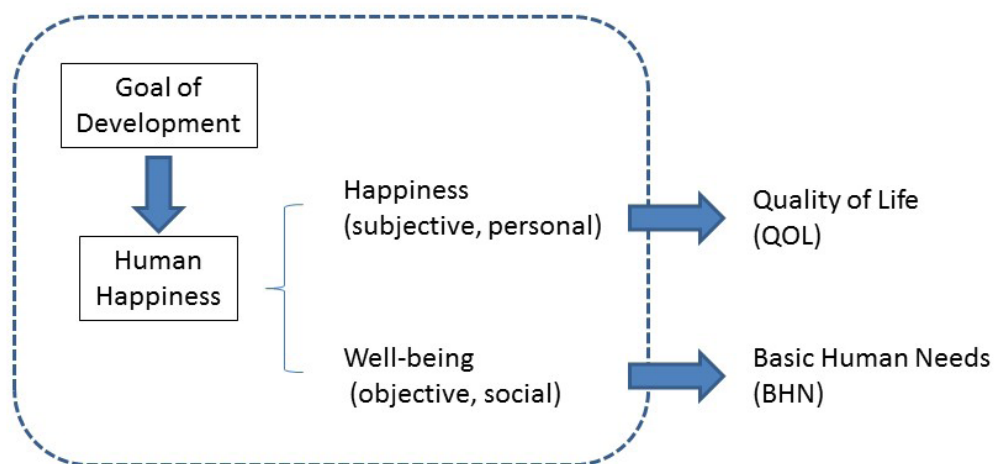 Goal of
Development
Human
Happiness
Happiness
(subjective, personal)
Well-being
(objective, social)
Quality of Life
(QOL)
Basic Human Needs
(BHN)